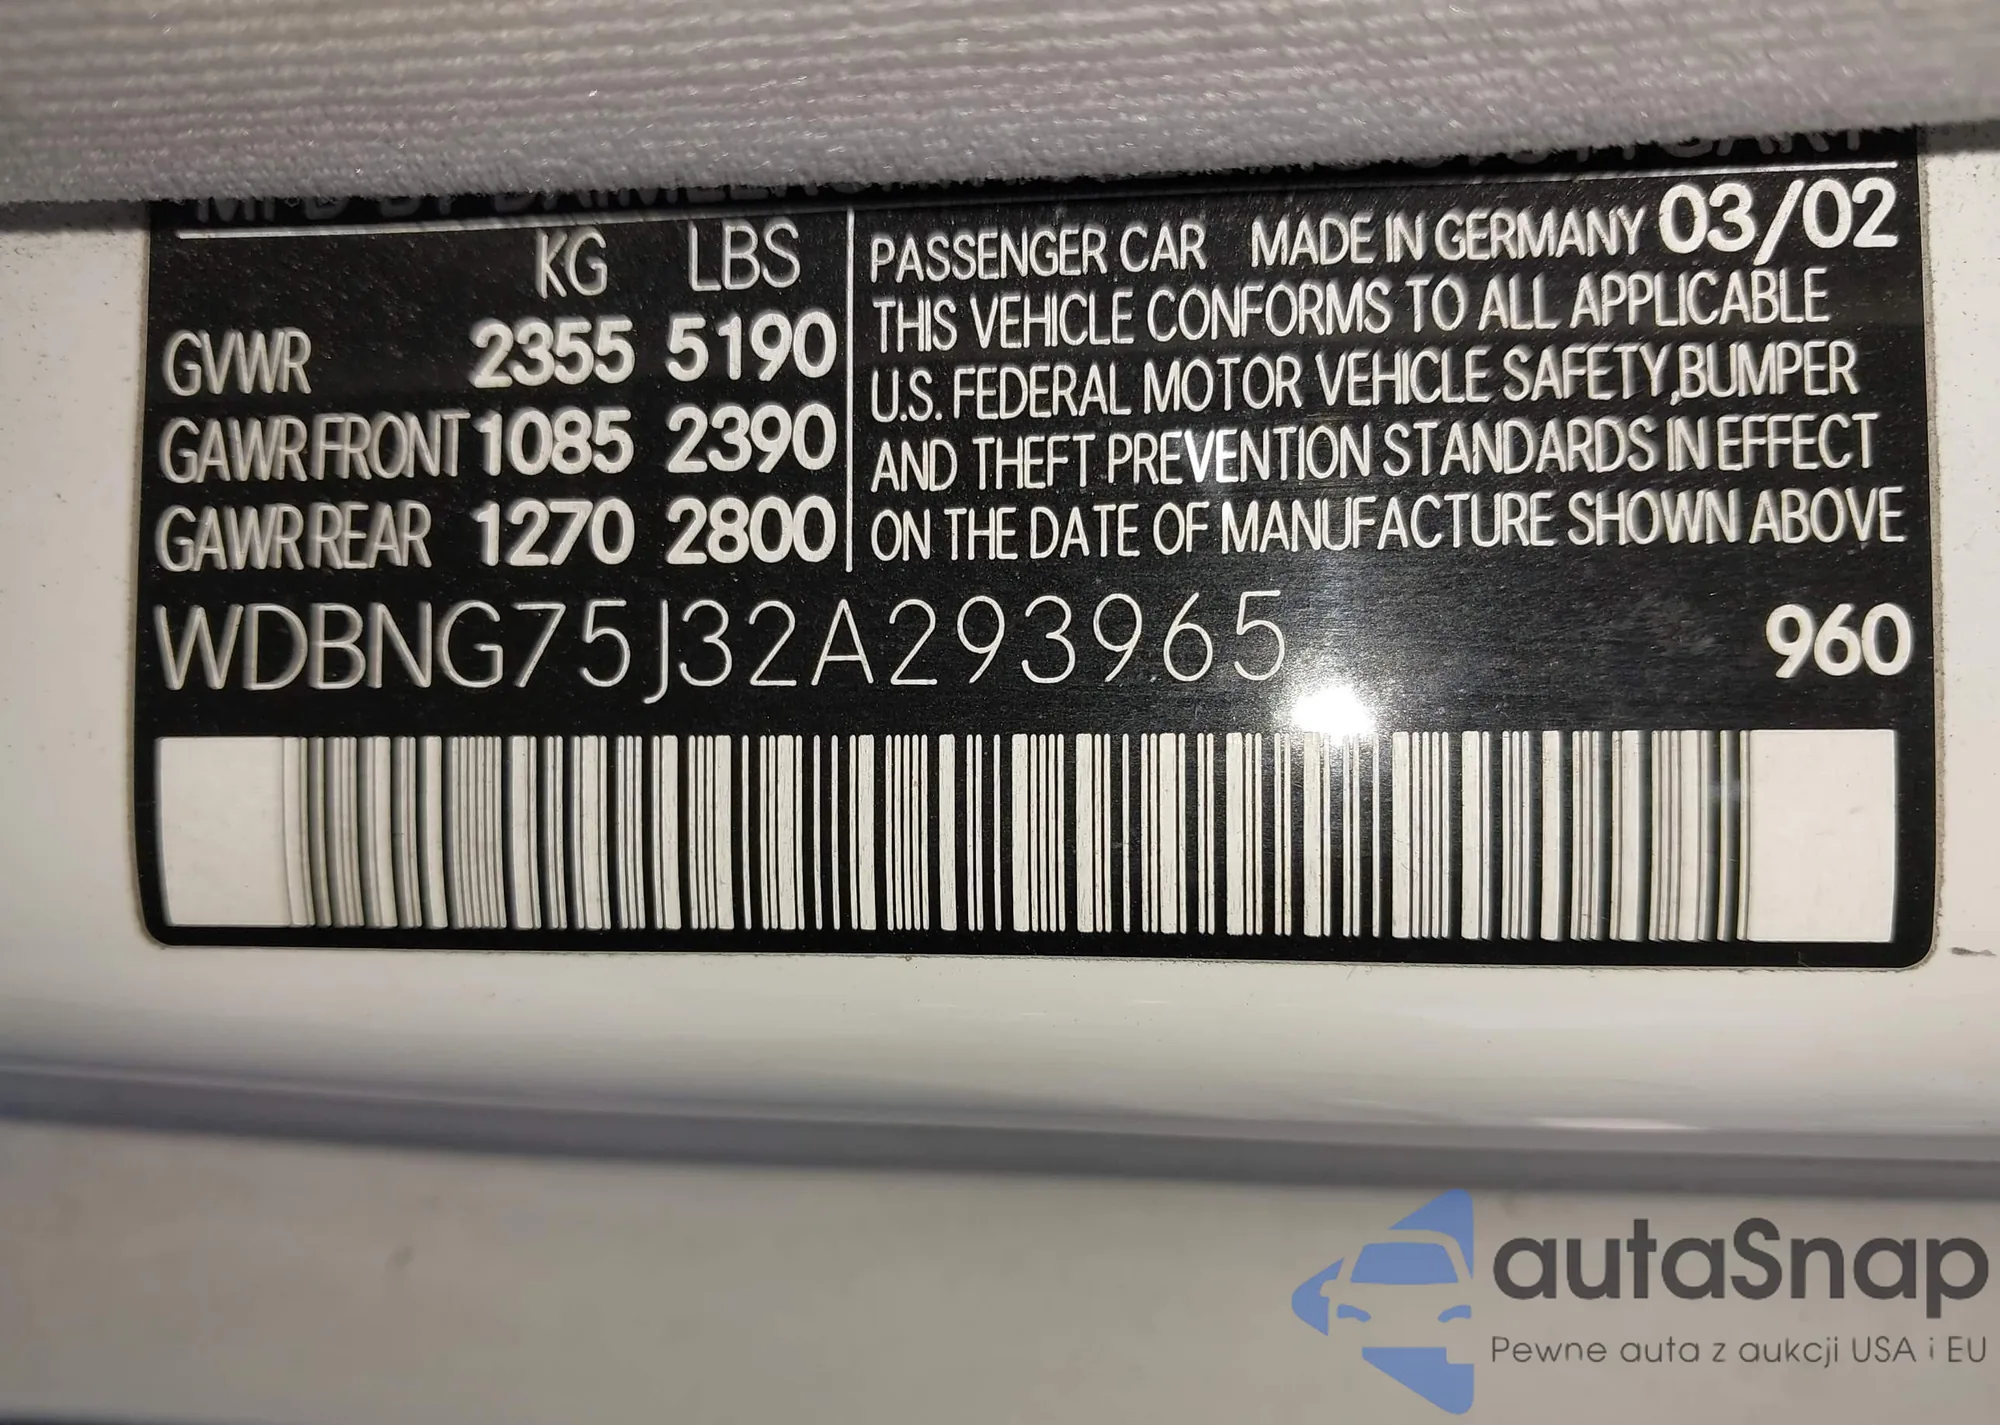 KG LBS
GVWR 2355 5190
GAWR FRONT 1085 2390
GAWR REAR 1270 2800
PASSENGER CAR MADE IN GERMANY 03/02
THIS VEHICLE CONFORMS TO ALL APPLICABLE
U.S. FEDERAL MOTOR VEHICLE SAFETY, BUMPER
AND THEFT PREVENTION STANDARDS IN EFFECT
ON THE DATE OF MANUFACTURE SHOWN ABOVE
WDBNG75J32A293965 960
autaSnap
Pewne auta z aukcji USA i EU